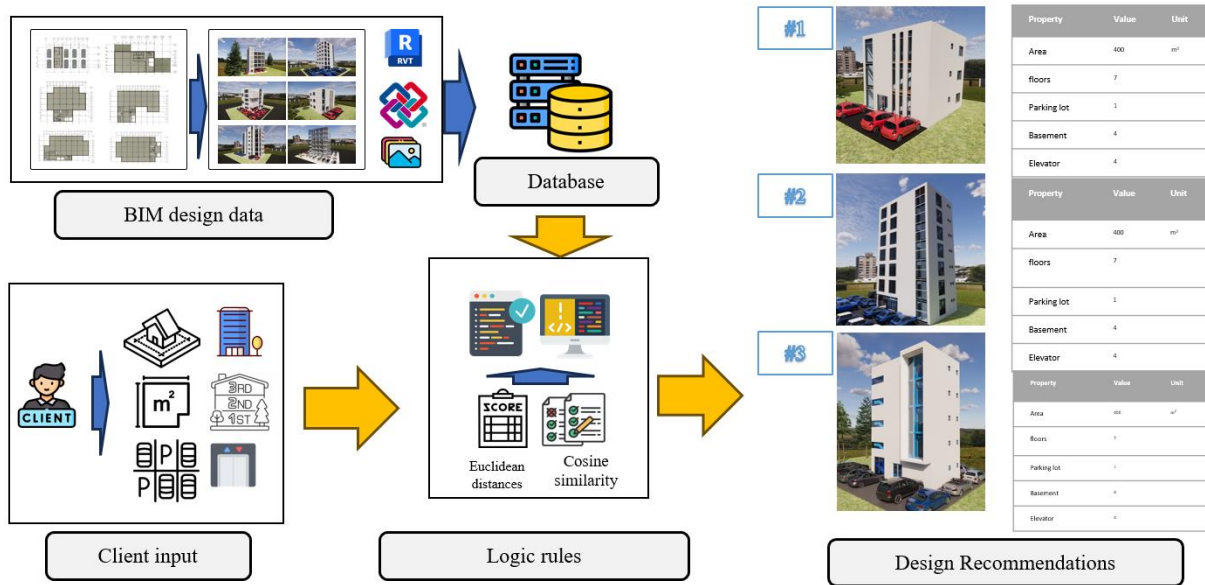 R
RVT
®
BIM design data
Database
CLIENT
m²
3RD
2ND
1ST
P
P
Client input
</>
SCORE
Euclidean
distances
Cosine
similarity
Logic rules
#1
Property Value Unit
Area 400 m²
floors 7
Parking lot 1
Basement 4
Elevator 4
#2
Property Value Unit
Area 400 m²
floors 7
Parking lot 1
Basement 4
Elevator 4
#3
Property Value Unit
Area m²
floors
Parking lot
Basement
Elevator
Design Recommendations